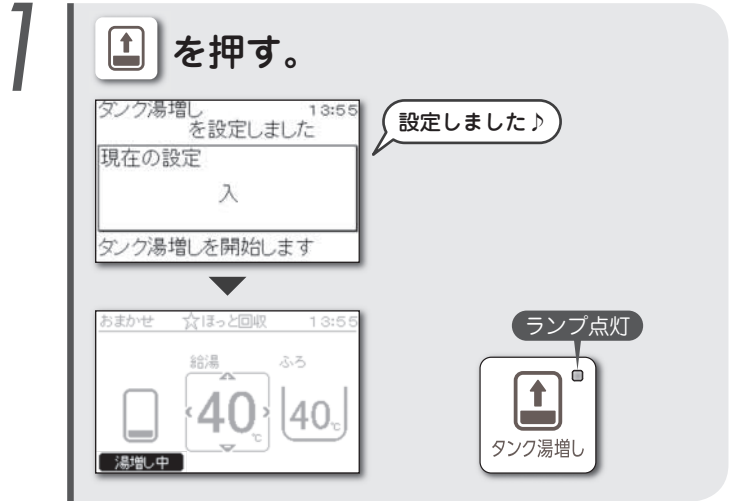 1
を押す。
タンク湯増し 13:55
を設定しました
現在の設定
入
タンク湯増しを開始します
設定しました♪
おまかせ ☆ほっと回収 13:55
給湯 ふろ
40℃ 40℃
湯増し中
ランプ点灯
タンク湯増し